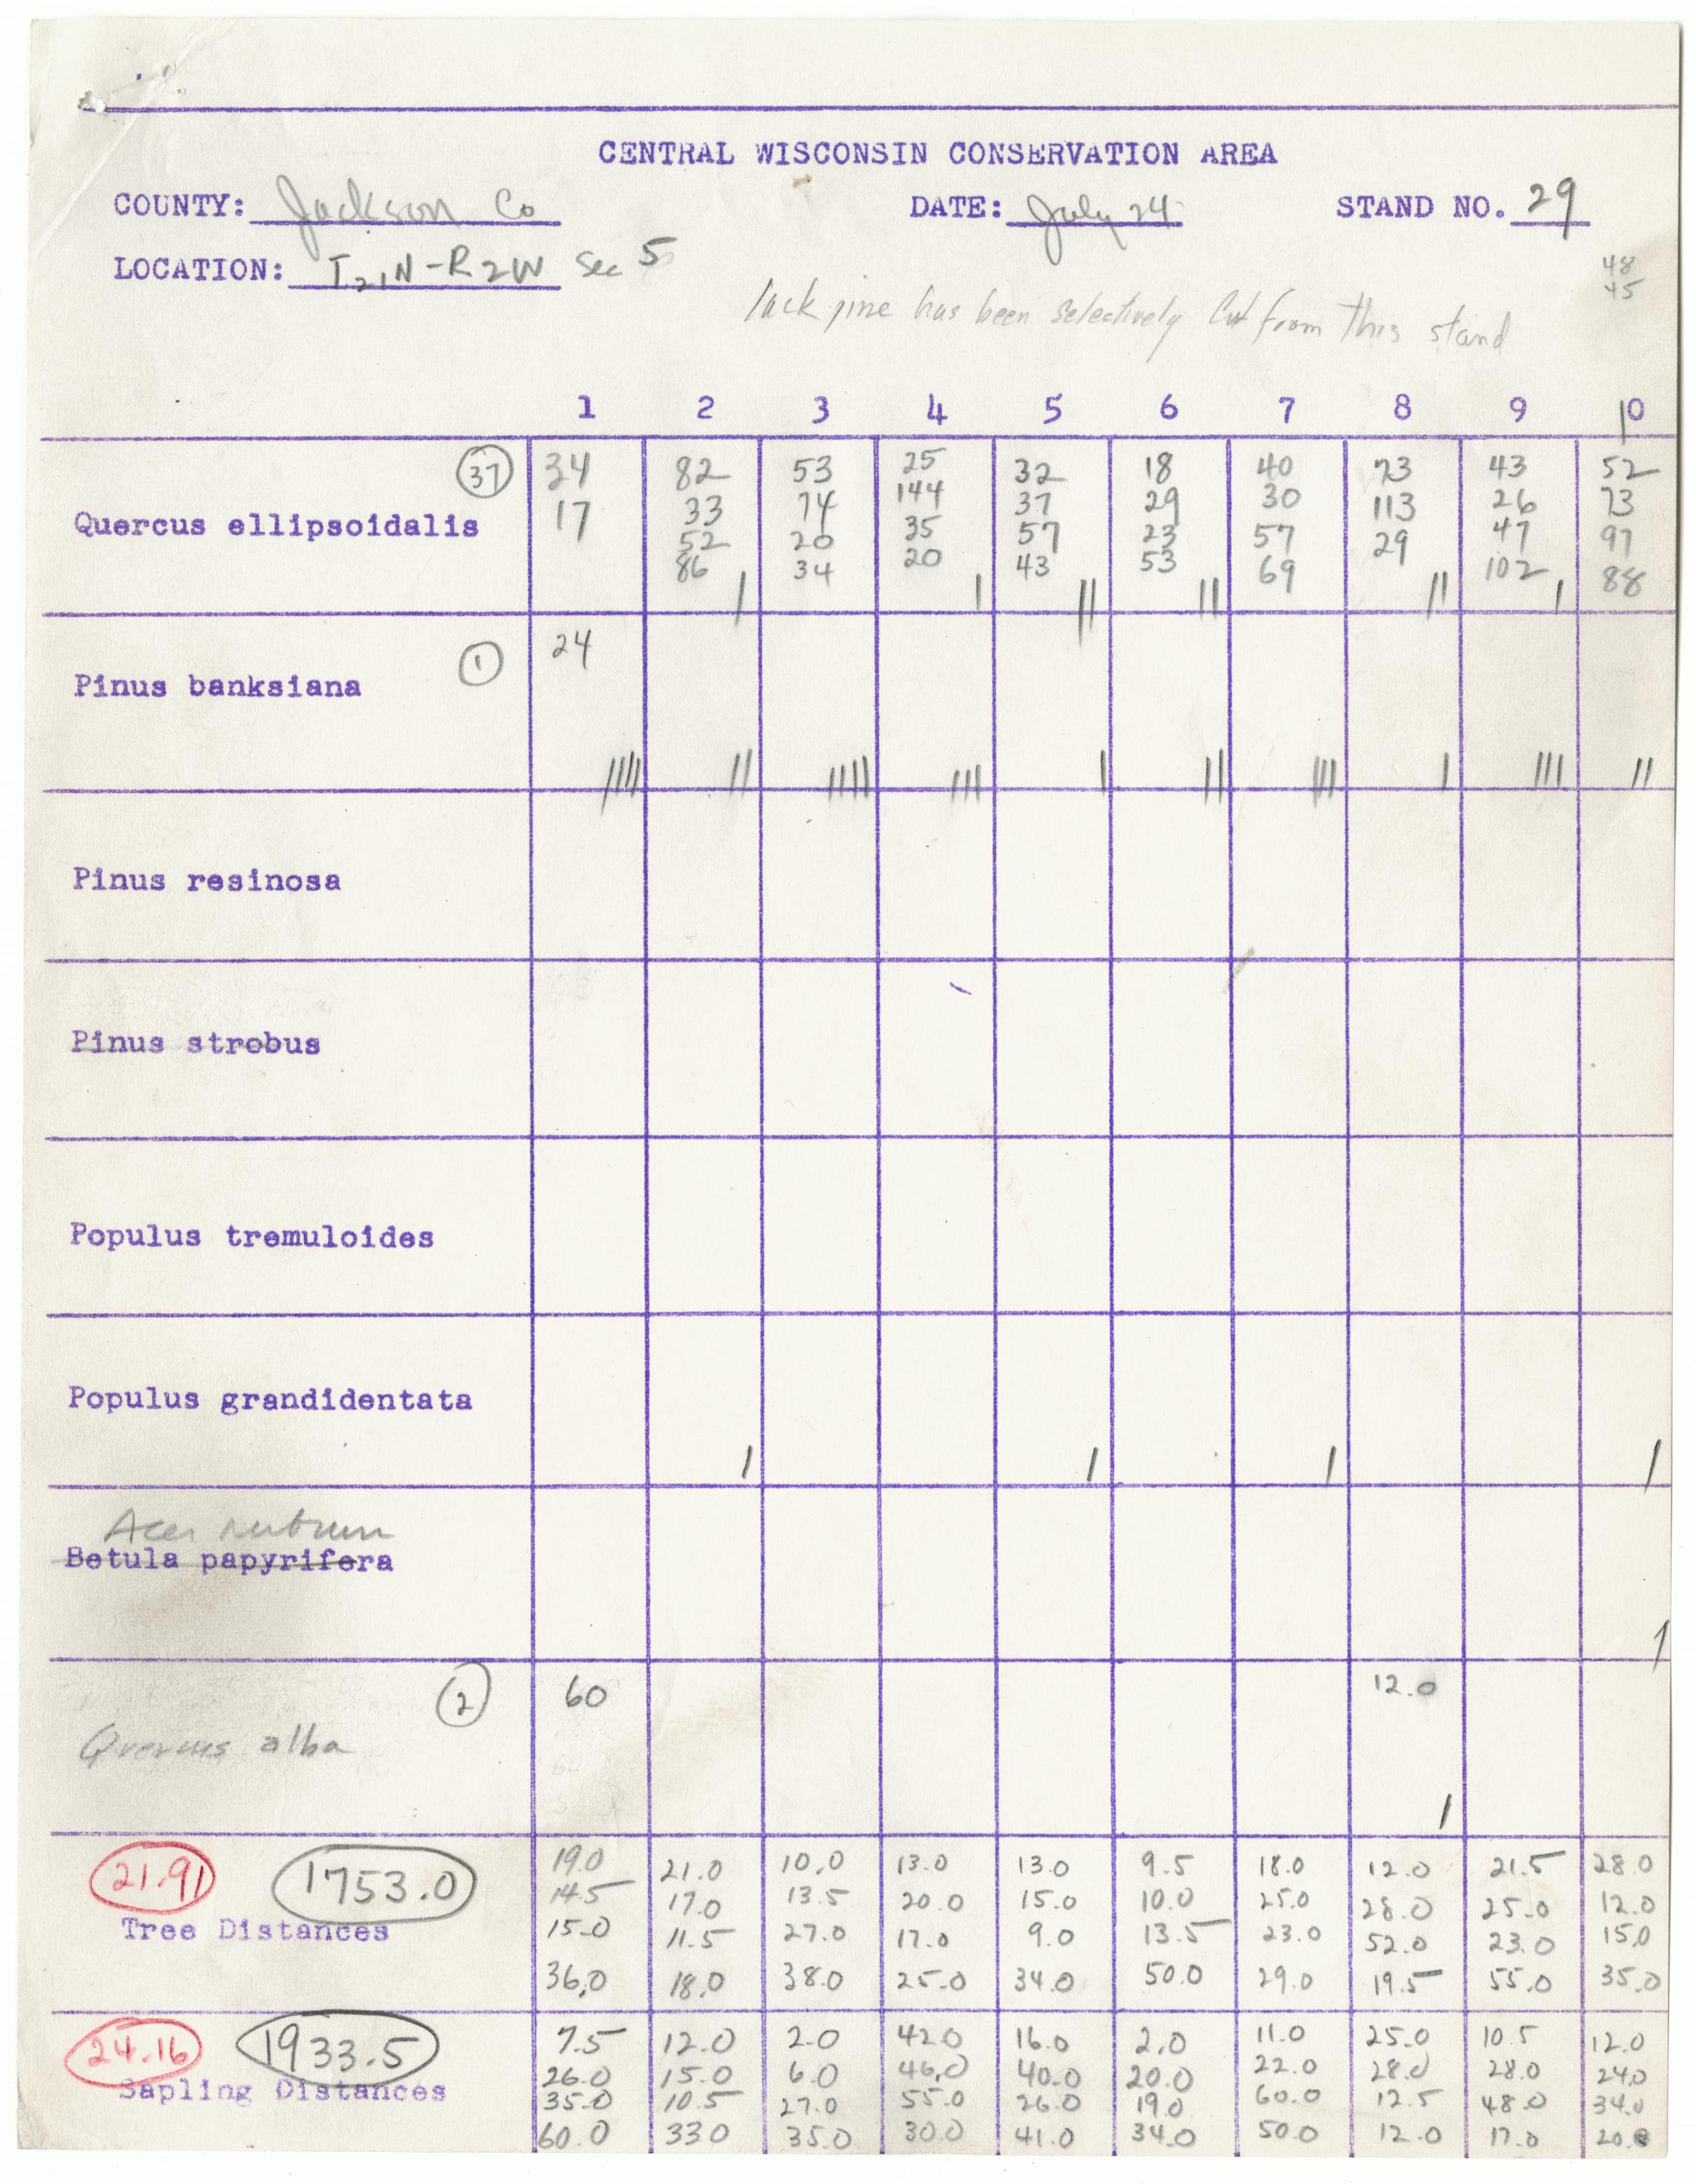 CENTRAL WISCONSIN CONSERVATION AREA
COUNTY: Jackson Co DATE: July 24 STAND NO. 29
LOCATION: T21N-R2W Sec 5
48
45
Jack pine has been selectively cut from this stand
1 2 3 4 5 6 7 8 9 10
37 34 82 53 25 32 18 40 73 43 52
17 33 74 144 37 29 30 113 26 73
Quercus ellipsoidalis
52 20 35 57 23 57 29 47 97
86 34 20 43 53 69 102 88
| | || || || |
1 24
Pinus banksiana
|||| || |||| ||| | || ||| | ||| ||
Pinus resinosa
Pinus strobus
Populus tremuloides
Populus grandidentata
| | | |
Acer rubrum
Betula papyrifera
|
2 60 12.0
Quercus alba
|
21.91 1753.0
Tree Distances
19.0 21.0 10.0 13.0 13.0 9.5 18.0 12.0 21.5 28.0
14.5 17.0 13.5 20.0 15.0 10.0 25.0 28.0 25.0 12.0
15.0 11.5 27.0 17.0 9.0 13.5 23.0 52.0 23.0 15.0
36.0 18.0 38.0 25.0 34.0 50.0 29.0 19.5 55.0 35.0
24.16 1933.5
Sapling Distances
7.5 12.0 2.0 42.0 16.0 2.0 11.0 25.0 10.5 12.0
26.0 15.0 6.0 46.0 40.0 20.0 22.0 28.0 28.0 24.0
35.0 10.5 27.0 55.0 26.0 19.0 60.0 12.5 48.0 34.0
60.0 33.0 35.0 30.0 41.0 34.0 50.0 12.0 17.0 20.0